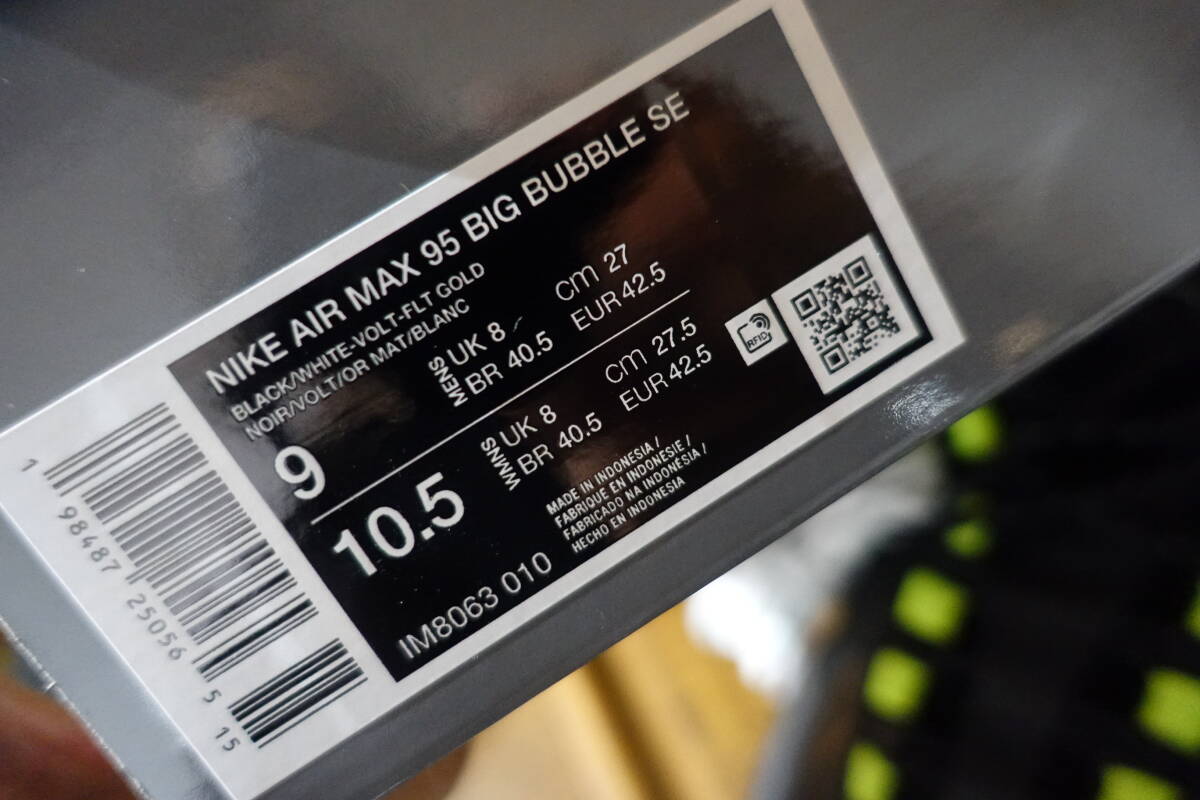 NIKE AIR MAX 95 BIG BUBBLE SE
BLACK/WHITE-VOLT-FLT GOLD
NOIR/VOLT/OR MAT/BLANC
9
MENS
UK 8
cm 27
BR 40.5
EUR 42.5
10.5
WMNS
UK 8
cm 27.5
BR 40.5
EUR 42.5
RFID
MADE IN INDONESIA /
FABRIQUE EN INDONESIE /
FABRICADO NA INDONÉSIA /
HECHO EN INDONESIA
IM8063 010
1 98487 25056 5 15